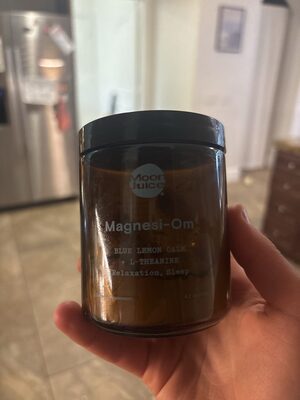 Moon
Juice
Magnesi-Om
BLUE LEMON CALM
+ L-THEANINE
Relaxation, Sleep